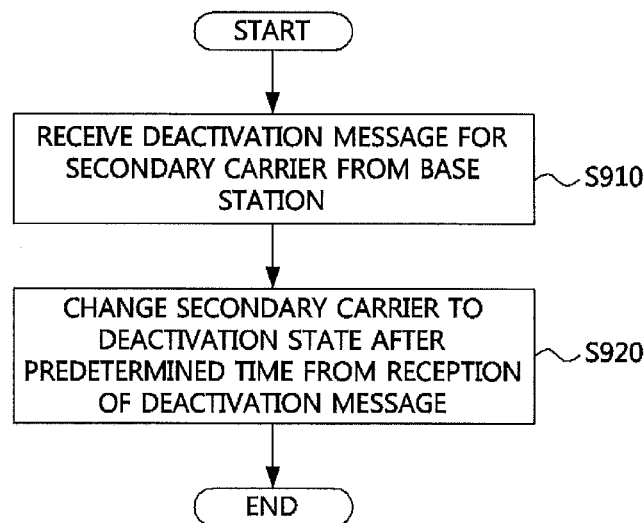 START
RECEIVE DEACTIVATION MESSAGE FOR
SECONDARY CARRIER FROM BASE
STATION
S910
CHANGE SECONDARY CARRIER TO
DEACTIVATION STATE AFTER
PREDETERMINED TIME FROM RECEPTION
OF DEACTIVATION MESSAGE
S920
END